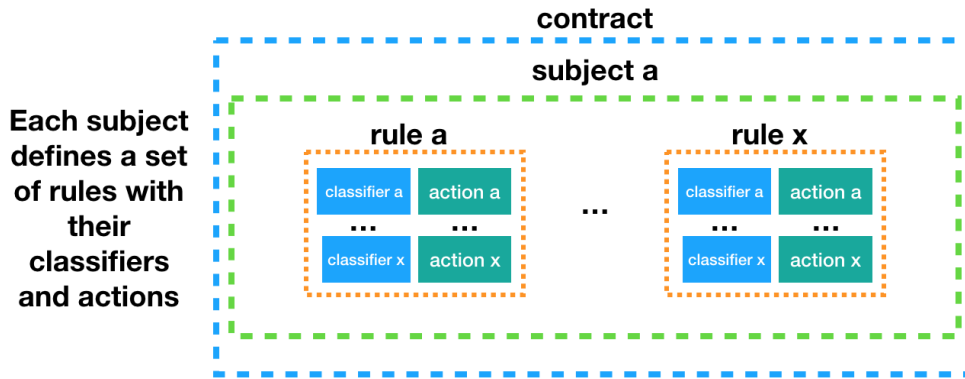 contract
subject a
Each subject
defines a set
of rules with
their
classifiers
and actions
rule a
rule x
classifier a
action a
classifier a
action a
...
...
...
...
...
classifier x
action x
classifier x
action x